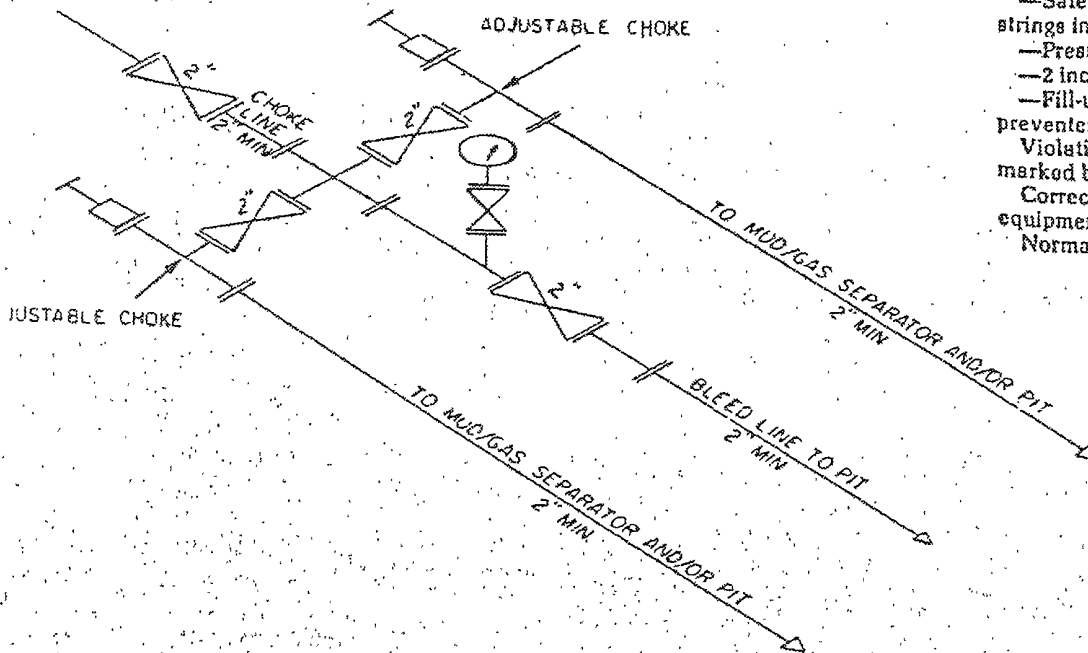 ADJUSTABLE CHOKE
2"
CHOKE
LINE
2" MIN
2"
2"
JUSTABLE CHOKE
2"
TO MUD/GAS SEPARATOR AND/OR PIT
2" MIN
BLEED LINE TO PIT
2" MIN
TO MUD/GAS SEPARATOR AND/OR PIT
2" MIN
—Safe
strings in
—Pres
—2 inc
—Fill-u
prevente
Violati
marked b
Correc
equipmen
Norma